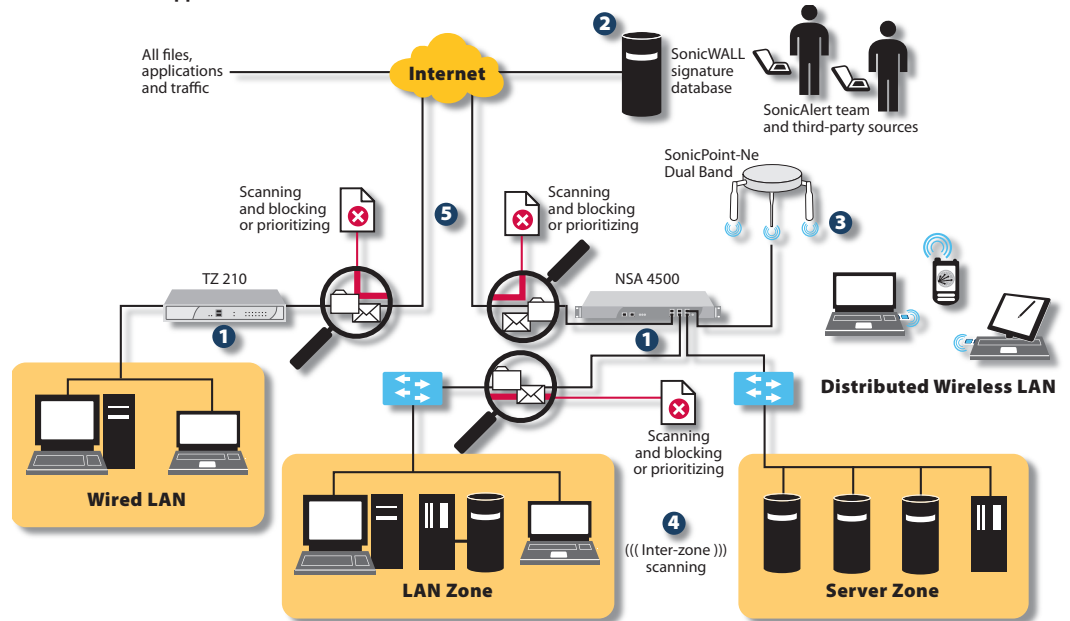 All files,
applications
and traffic
Internet
2
SonicWALL
signature
database
SonicAlert team
and third-party sources
SonicPoint-Ne
Dual Band
3
Scanning
and blocking
or prioritizing
5
Scanning
and blocking
or prioritizing
TZ 210
1
NSA 4500
1
Distributed Wireless LAN
Scanning
and blocking
or prioritizing
Wired LAN
4
((( Inter-zone )))
scanning
LAN Zone
Server Zone